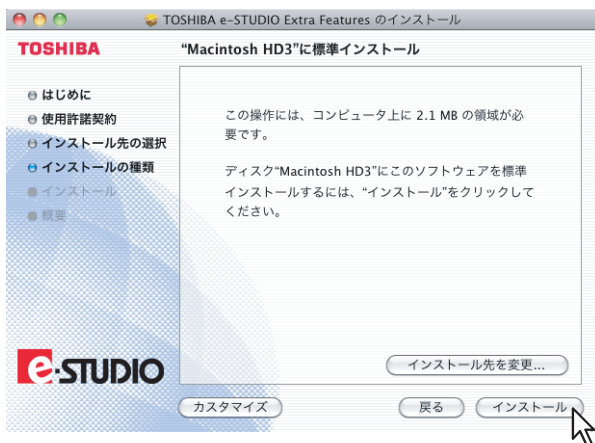 TOSHIBA e-STUDIO Extra Features のインストール
TOSHIBA
“Macintosh HD3”に標準インストール
はじめに
使用許諾契約
インストール先の選択
インストールの種類
インストール
概要
この操作には、コンピュータ上に 2.1 MB の領域が必
要です。
ディスク“Macintosh HD3”にこのソフトウェアを標準
インストールするには、“インストール”をクリックして
ください。
e-STUDIO
インストール先を変更...
カスタマイズ
戻る
インストール